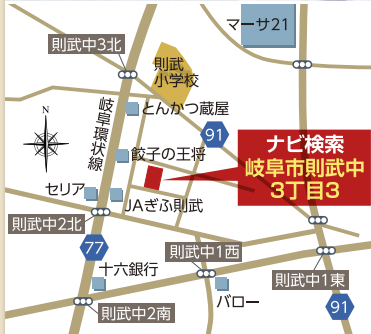 マーサ21
則武中3北
則武
小学校
とんかつ蔵屋
岐阜環状線
N
91
ナビ検索
岐阜市則武中
3丁目3
餃子の王将
セリア
JAぎふ則武
則武中2北
77
則武中1西
十六銀行
則武中1東
バロー
則武中2南
91